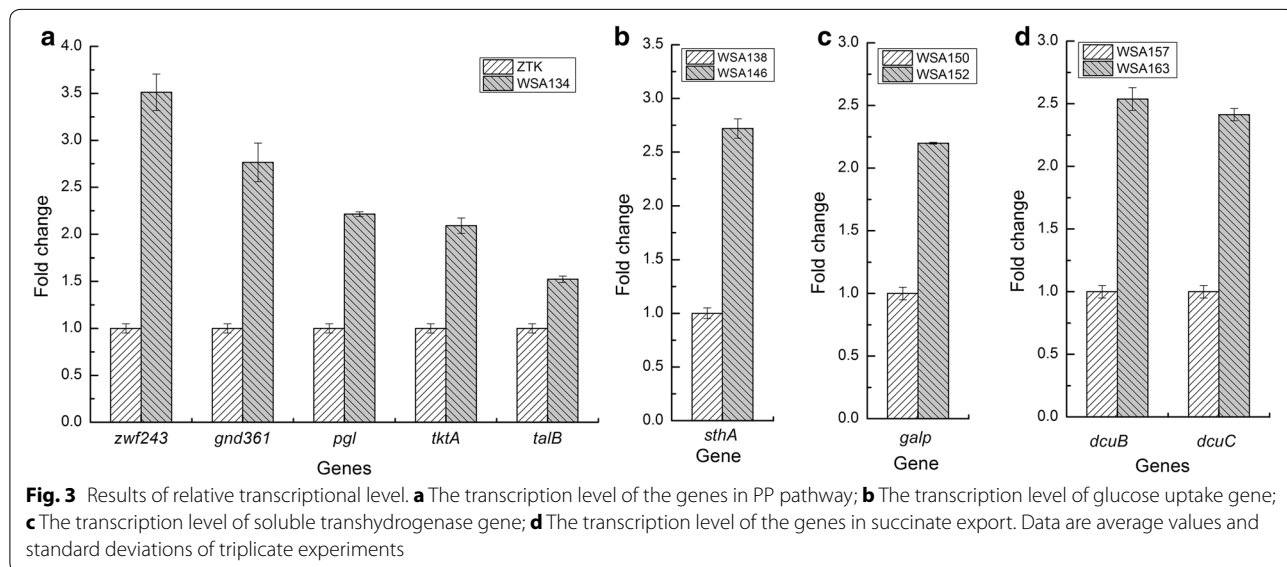 a
4.0
3.5
3.0
2.5
2.0
1.5
1.0
0.5
0.0
Fold change
ZTK
WSA134
zwf243 gnd361 pgl tktA talB
Genes
b
3.5
3.0
2.5
2.0
1.5
1.0
0.5
0.0
Fold change
WSA138
WSA146
sthA
Gene
c
3.0
2.5
2.0
1.5
1.0
0.5
0.0
Fold change
WSA150
WSA152
galp
Gene
d
3.0
2.5
2.0
1.5
1.0
0.5
0.0
Fold change
WSA157
WSA163
dcuB dcuC
Genes
Fig. 3 Results of relative transcriptional level. a The transcription level of the genes in PP pathway; b The transcription level of glucose uptake gene;
c The transcription level of soluble transhydrogenase gene; d The transcription level of the genes in succinate export. Data are average values and
standard deviations of triplicate experiments